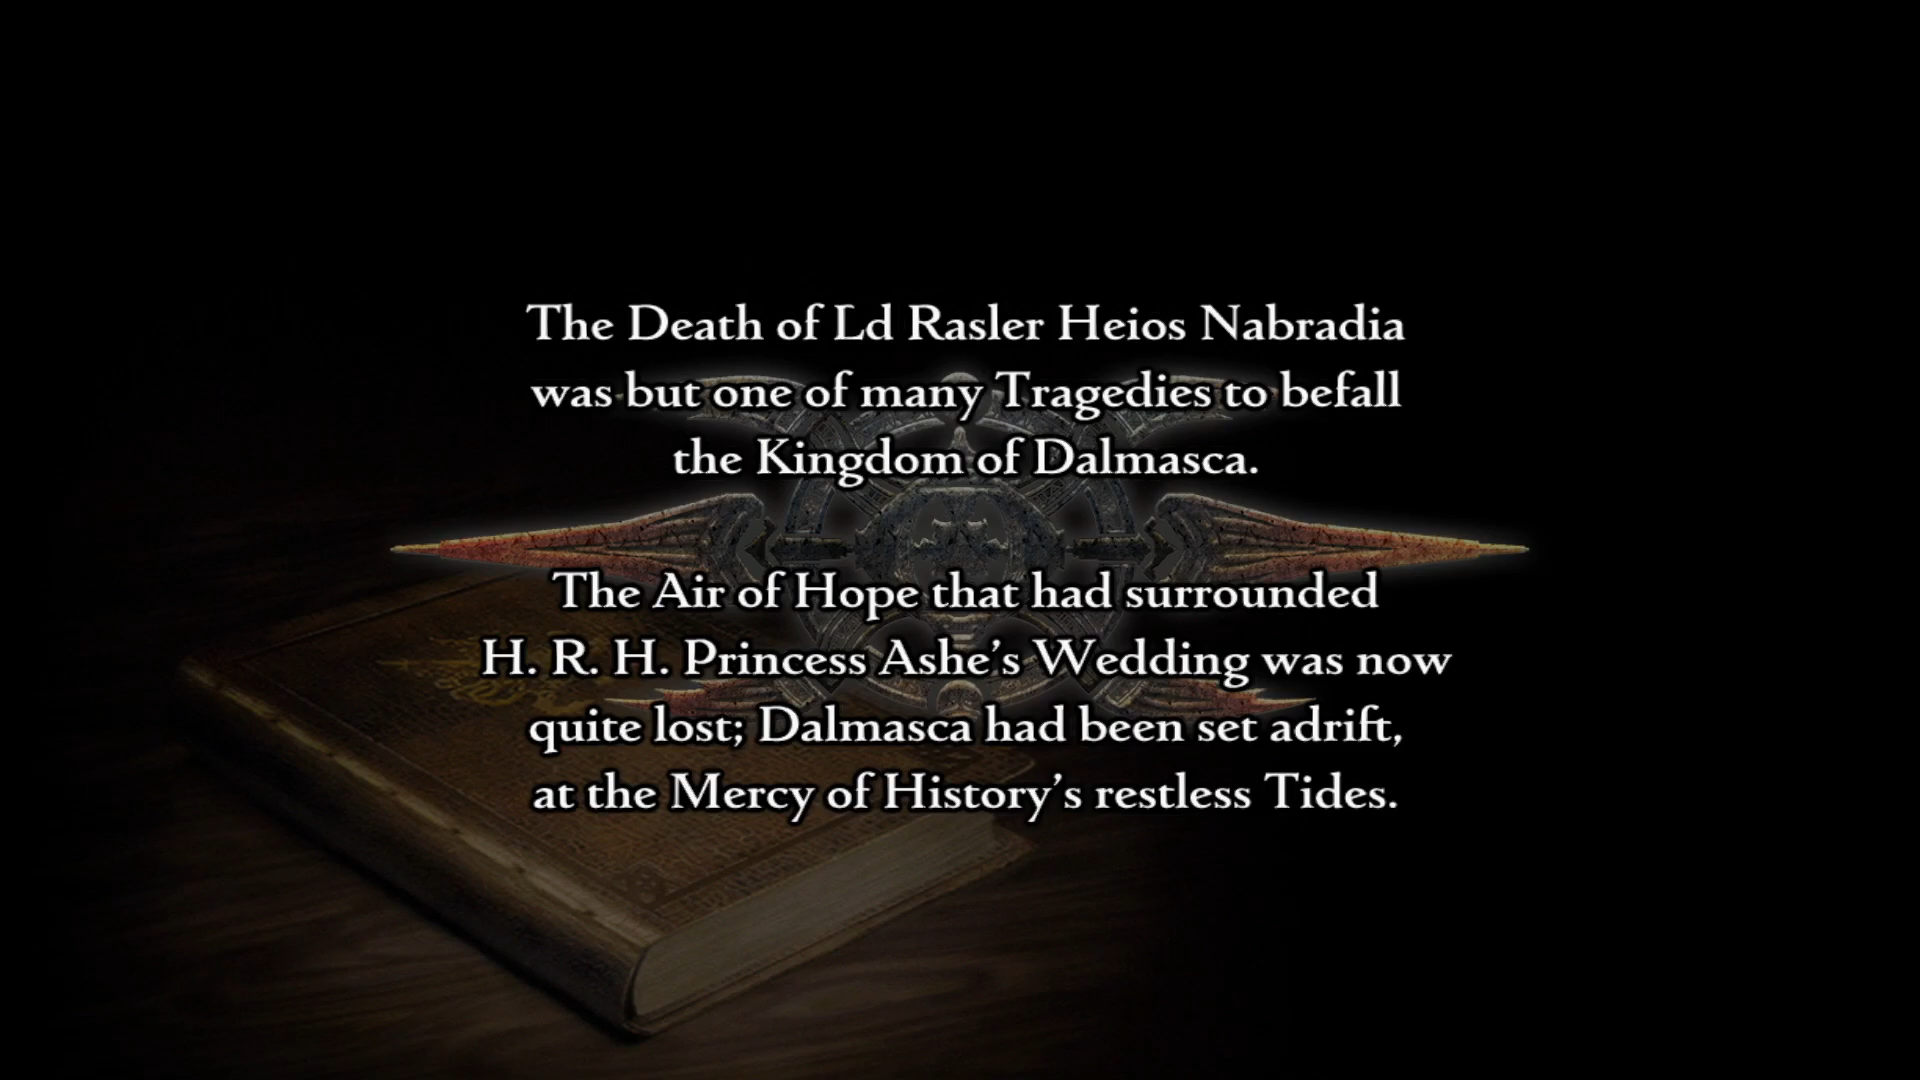 The Death of Ld Rasler Heios Nabradia
was but one of many Tragedies to befall
the Kingdom of Dalmasca.
The Air of Hope that had surrounded
H. R. H. Princess Ashe’s Wedding was now
quite lost; Dalmasca had been set adrift,
at the Mercy of History’s restless Tides.